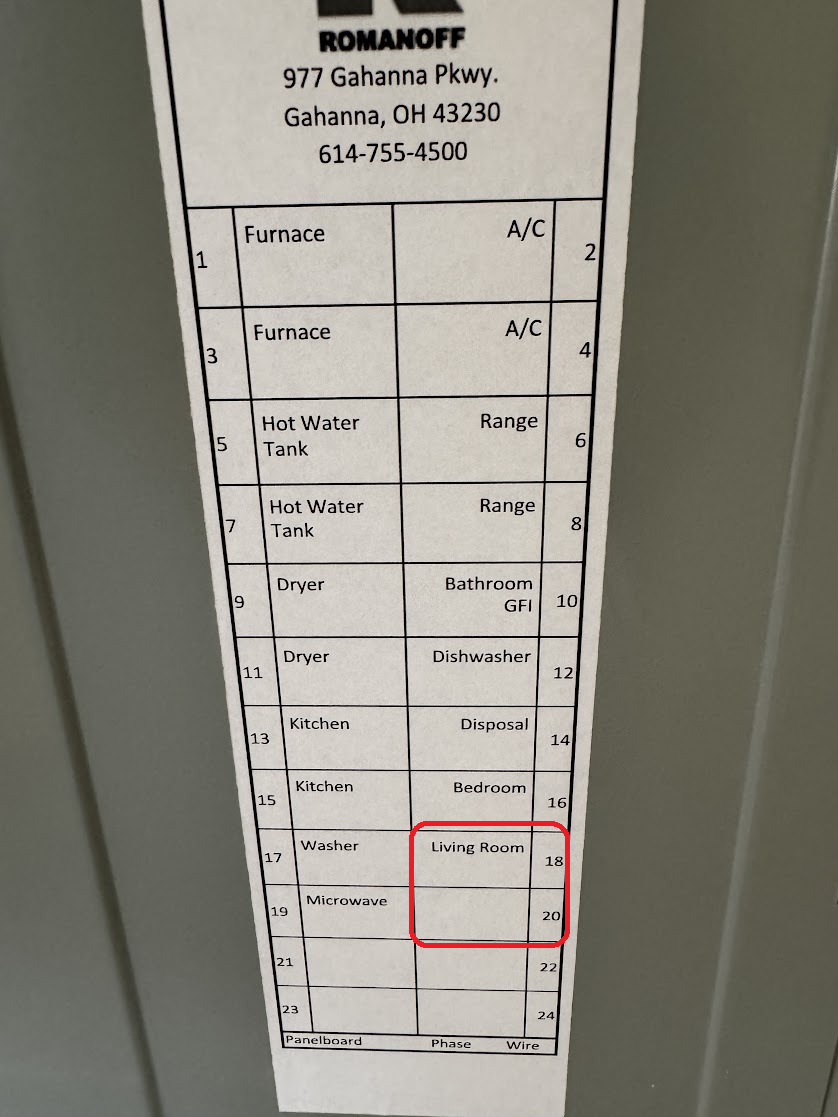 ROMANOFF
977 Gahanna Pkwy.
Gahanna, OH 43230
614-755-4500
1 Furnace A/C 2
3 Furnace A/C 4
5 Hot Water Tank Range 6
7 Hot Water Tank Range 8
9 Dryer Bathroom GFI 10
11 Dryer Dishwasher 12
13 Kitchen Disposal 14
15 Kitchen Bedroom 16
17 Washer Living Room 18
19 Microwave 20
21 22
23 24
Panelboard Phase Wire